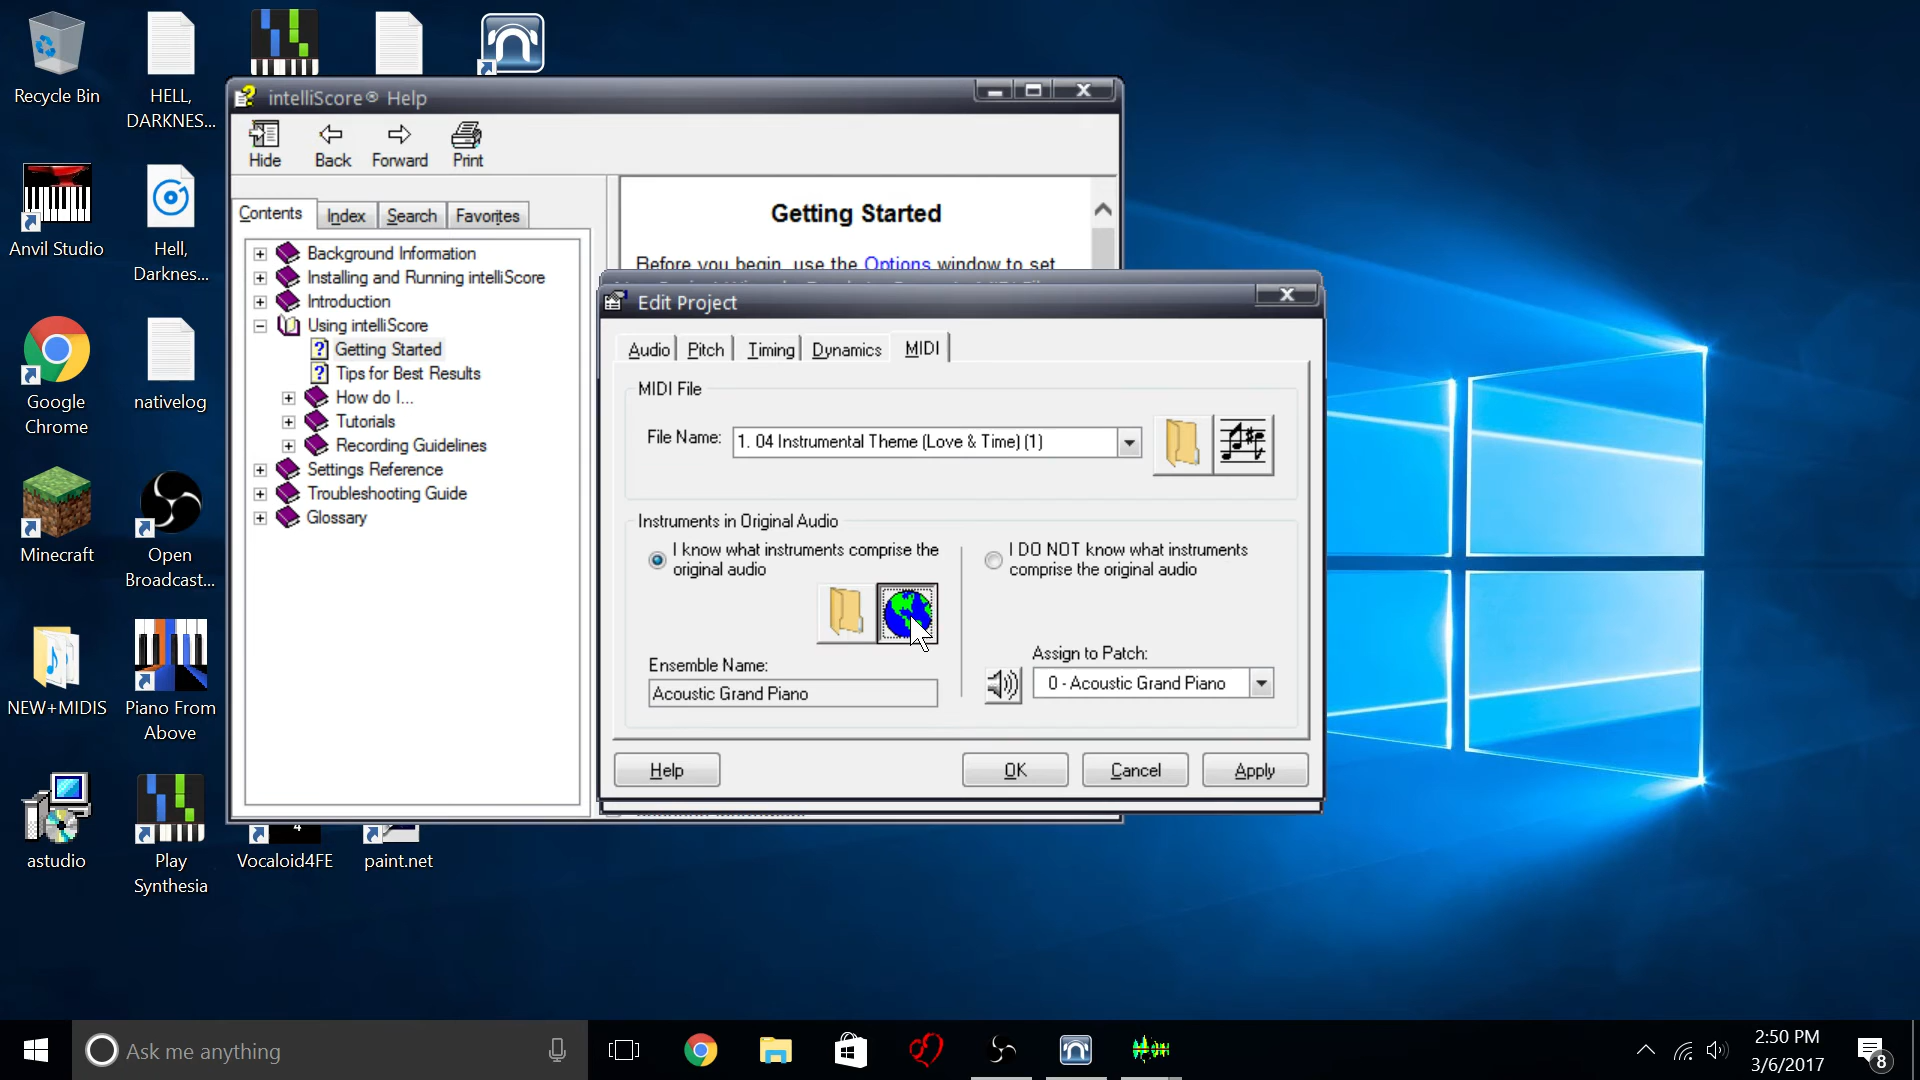 Recycle Bin
HELL,
DARKNES...
intelliScore® Help
Hide
Back
Forward
Print
Contents
Index
Search
Favorites
Background Information
Installing and Running intelliScore
Introduction
Using intelliScore
Getting Started
Tips for Best Results
How do I...
Tutorials
Recording Guidelines
Settings Reference
Troubleshooting Guide
Glossary
Getting Started
Before you begin, use the Options window to set
Edit Project
Audio
Pitch
Timing
Dynamics
MIDI
MIDI File
File Name:
1. 04 Instrumental Theme (Love & Time) (1)
Instruments in Original Audio
I know what instruments comprise the
original audio
I DO NOT know what instruments
comprise the original audio
Ensemble Name:
Acoustic Grand Piano
Assign to Patch:
0 - Acoustic Grand Piano
Help
OK
Cancel
Apply
Anvil Studio
Hell,
Darknes...
Google
Chrome
nativelog
Minecraft
Open
Broadcast...
NEW+MIDIS
Piano From
Above
astudio
Play
Synthesia
4
Vocaloid4FE
paint.net
Ask me anything
2:50 PM
3/6/2017
8